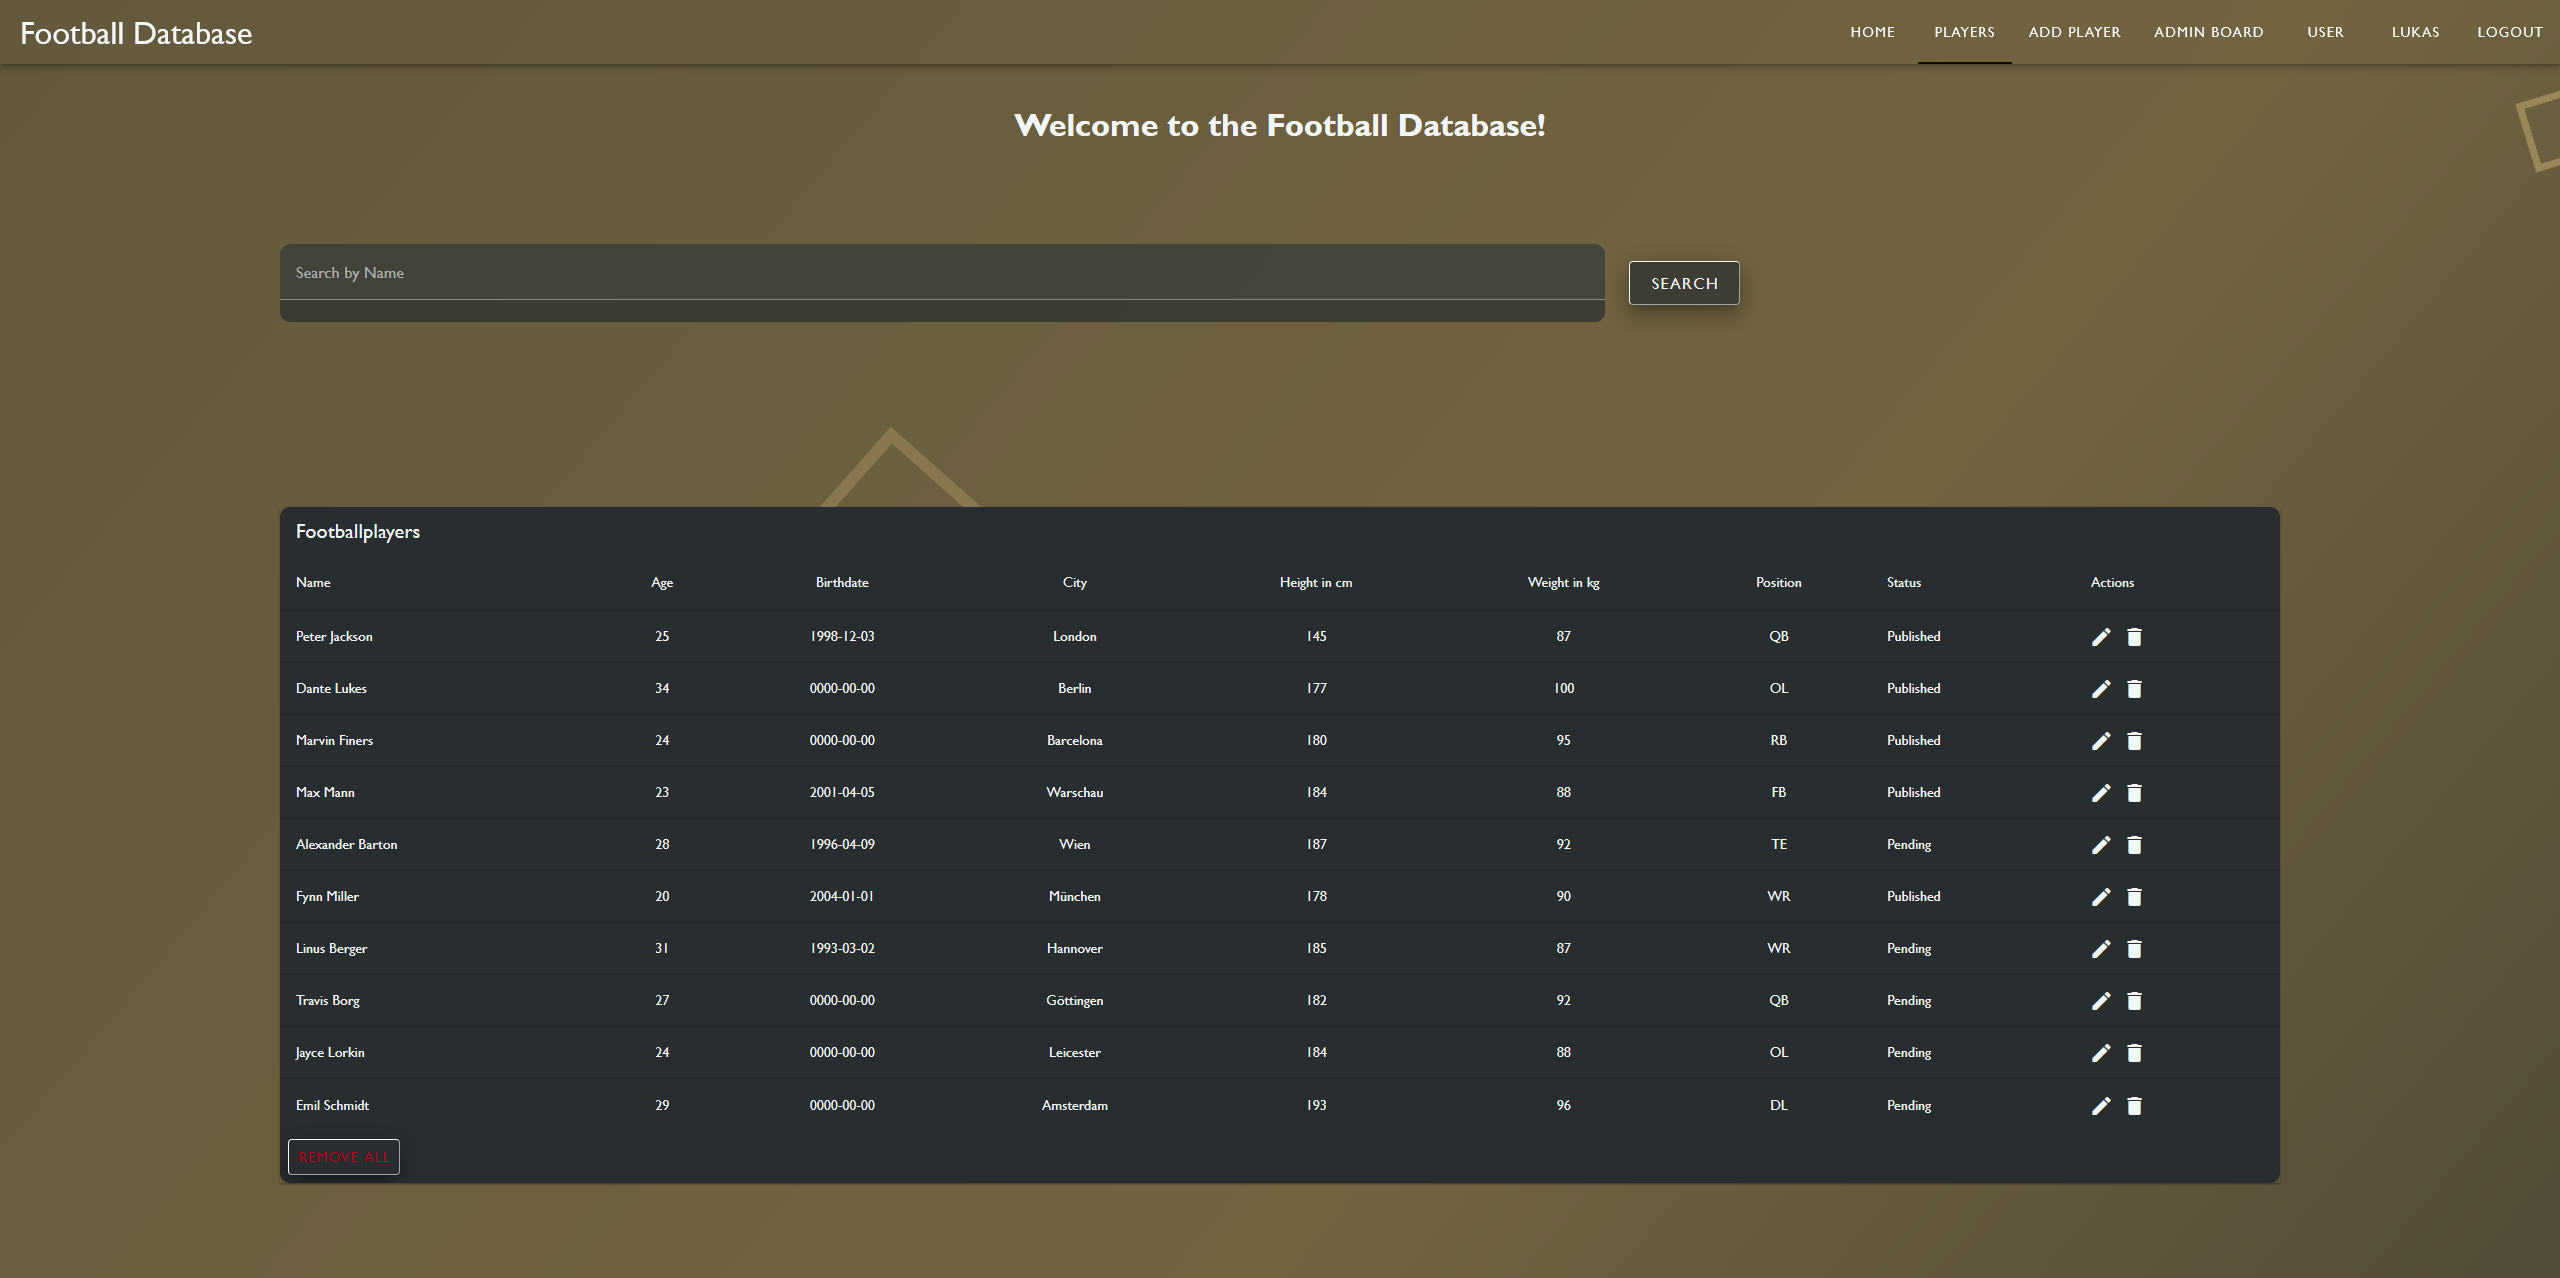 Football Database HOME PLAYERS ADD PLAYER ADMIN BOARD USER LUKAS LOGOUT
Welcome to the Football Database!
Search by Name SEARCH
Footballplayers
Name Age Birthdate City Height in cm Weight in kg Position Status Actions
Peter Jackson 25 1998-12-03 London 145 87 QB Published
Dante Lukes 34 0000-00-00 Berlin 177 100 OL Published
Marvin Finers 24 0000-00-00 Barcelona 180 95 RB Published
Max Mann 23 2001-04-05 Warschau 184 88 FB Published
Alexander Barton 28 1996-04-09 Wien 187 92 TE Pending
Fynn Miller 20 2004-01-01 München 178 90 WR Published
Linus Berger 31 1993-03-02 Hannover 185 87 WR Pending
Travis Borg 27 0000-00-00 Göttingen 182 92 QB Pending
Jayce Lorkin 24 0000-00-00 Leicester 184 88 OL Pending
Emil Schmidt 29 0000-00-00 Amsterdam 193 96 DL Pending
REMOVE ALL